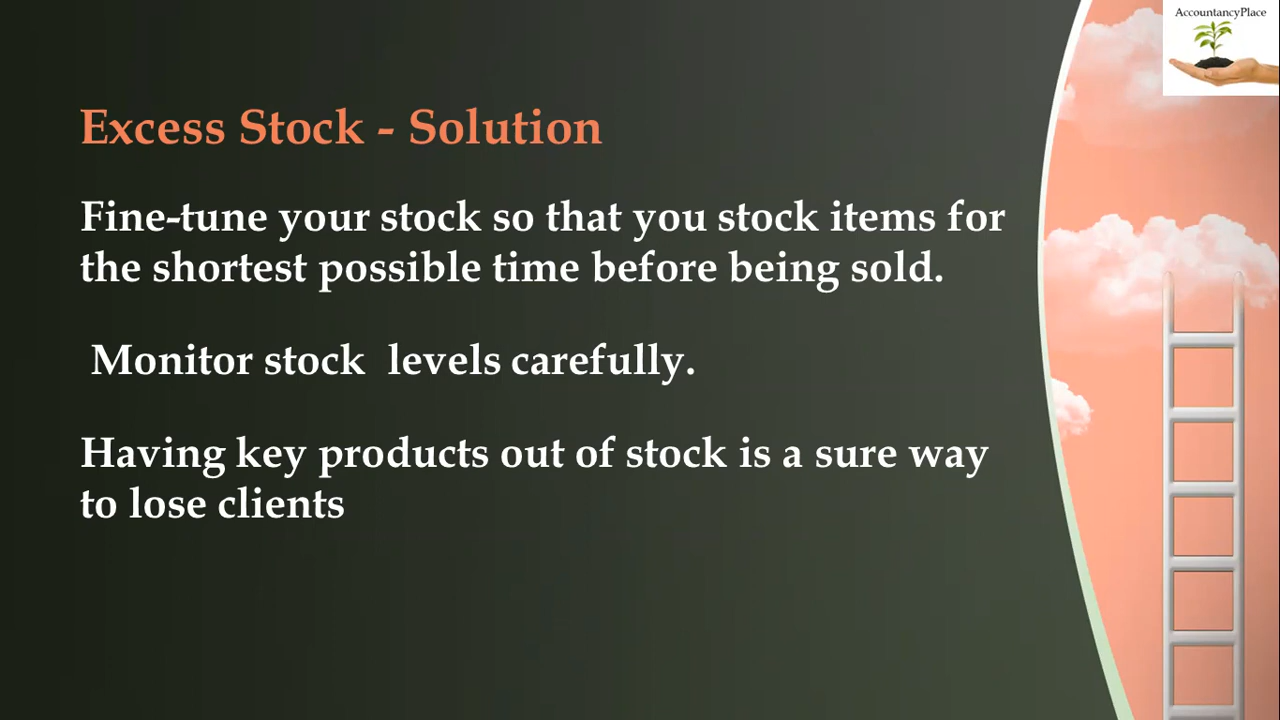 AccountancyPlace
Excess Stock - Solution
Fine-tune your stock so that you stock items for
the shortest possible time before being sold.
Monitor stock  levels carefully.
Having key products out of stock is a sure way
to lose clients